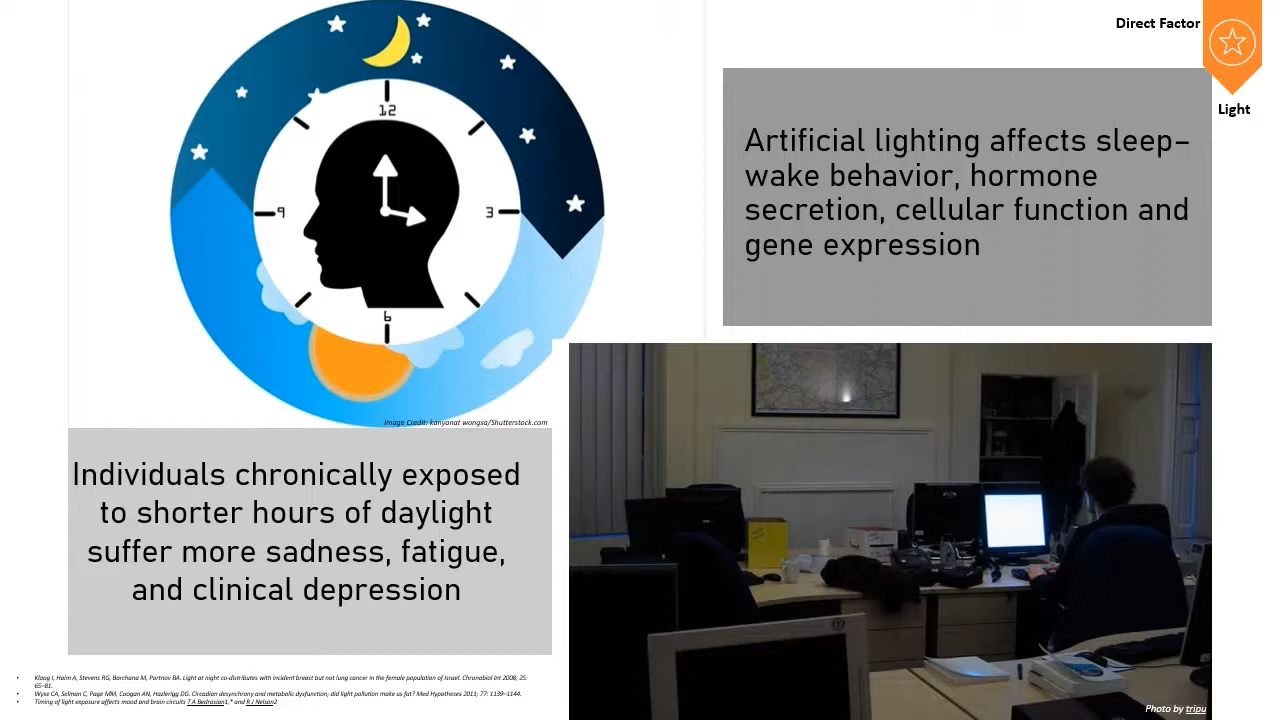 Direct Factor
Light
12
9
3
6
Image Credit: kanyanat wongsa/Shutterstock.com
Artificial lighting affects sleep–
wake behavior, hormone
secretion, cellular function and
gene expression
Individuals chronically exposed
to shorter hours of daylight
suffer more sadness, fatigue,
and clinical depression
• Kloog I, Haim A, Stevens RG, Barchana M, Portnov BA. Light at night co-distributes with incident breast but not lung cancer in the female population of Israel. Chronobiol Int 2008; 25:
65–81.
• Wyse CA, Selman C, Page MM, Coogan AN, Hazlerigg DG. Circadian desynchrony and metabolic dysfunction; did light pollution make us fat? Med Hypotheses 2011; 77: 1139–1144.
• Timing of light exposure affects mood and brain circuits T A Bedrosian1,* and R J Nelson2
Photo by tripu